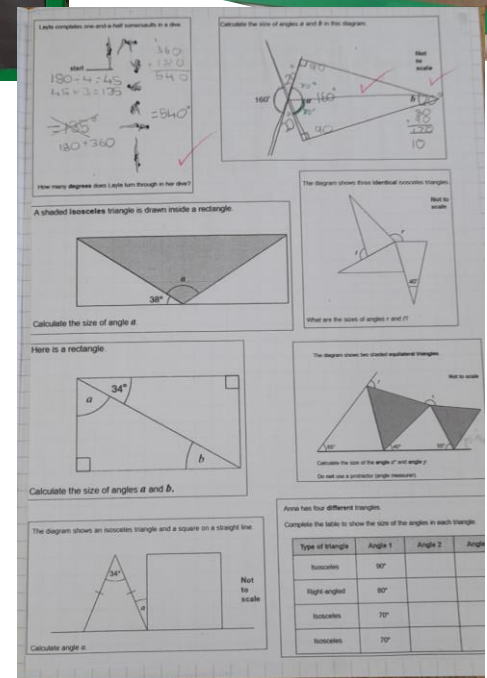 Layla completes one-and-a-half somersaults in a dive.
start
360
+180
540
180÷4=45
45×3=135
=540°
180+360
How many degrees does Layla turn through in her dive?
Calculate the size of angles a and b in this diagram.
Not
to
scale
90
160°
a
160°
b
90
10
A shaded isosceles triangle is drawn inside a rectangle.
a
38°
Calculate the size of angle a.
The diagram shows three identical isosceles triangles.
Not to
scale
r
40°
What are the sizes of angles r and t?
Here is a rectangle.
34°
a
b
Calculate the size of angles a and b.
The diagram shows two shaded equilateral triangles.
Not to scale
Calculate the size of the angle x° and angle y.
Do not use a protractor (angle measurer).
The diagram shows an isosceles triangle and a square on a straight line.
34°
a
Not
to
scale
Calculate angle a.
Anna has four different triangles.
Complete the table to show the size of the angles in each triangle.
Type of triangle Angle 1 Angle 2 Angle
Isosceles 90°
Right-angled 80°
Isosceles 70°
Isosceles 70°